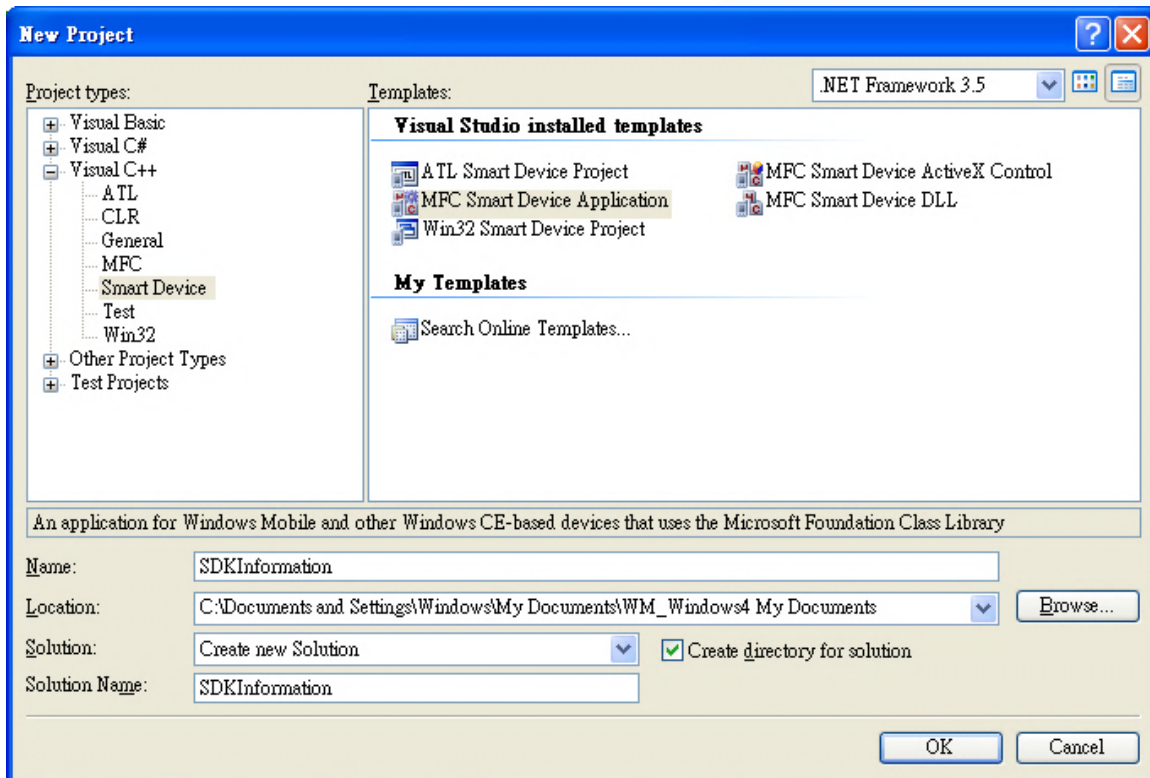 New Project
Project types:
Templates:
.NET Framework 3.5
Visual Basic
Visual C#
Visual C++
ATL
CLR
General
MFC
Smart Device
Test
Win32
Other Project Types
Test Projects
Visual Studio installed templates
ATL Smart Device Project
MFC Smart Device ActiveX Control
MFC Smart Device Application
MFC Smart Device DLL
Win32 Smart Device Project
My Templates
Search Online Templates...
An application for Windows Mobile and other Windows CE-based devices that uses the Microsoft Foundation Class Library
Name:
SDKInformation
Location:
C:\Documents and Settings\Windows\My Documents\WM_Windows4 My Documents
Browse...
Solution:
Create new Solution
Create directory for solution
Solution Name:
SDKInformation
OK
Cancel